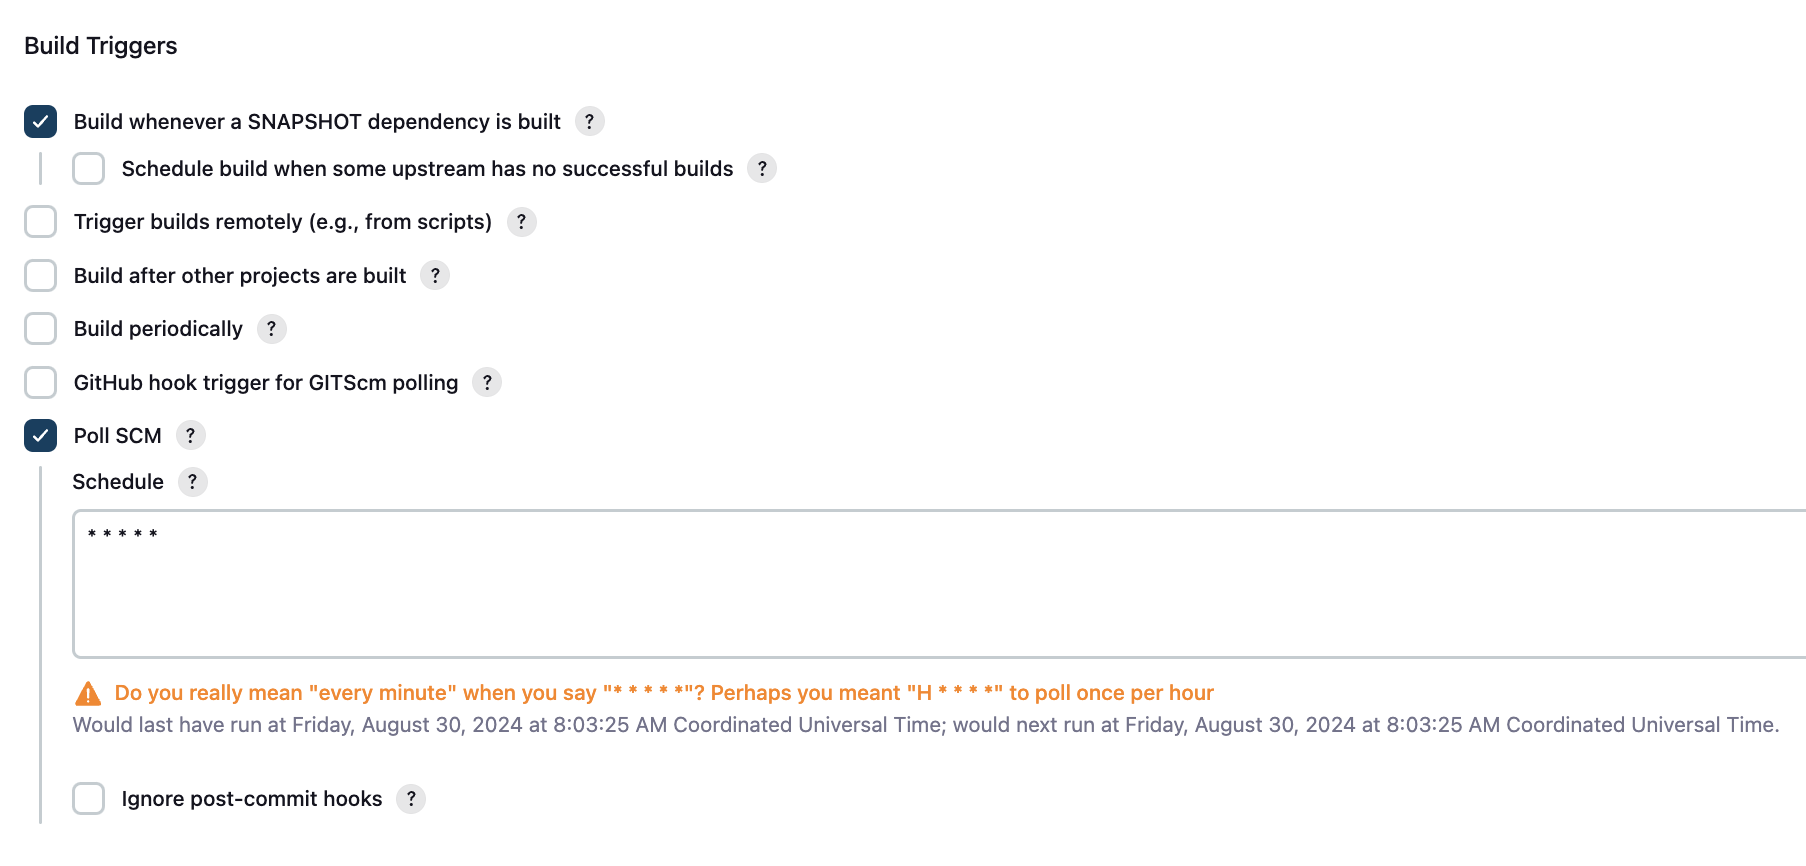 Build Triggers
Build whenever a SNAPSHOT dependency is built ?
Schedule build when some upstream has no successful builds ?
Trigger builds remotely (e.g., from scripts) ?
Build after other projects are built ?
Build periodically ?
GitHub hook trigger for GITScm polling ?
Poll SCM ?
Schedule ?
* * * * *
Do you really mean "every minute" when you say "* * * * *"? Perhaps you meant "H * * * *" to poll once per hour
Would last have run at Friday, August 30, 2024 at 8:03:25 AM Coordinated Universal Time; would next run at Friday, August 30, 2024 at 8:03:25 AM Coordinated Universal Time.
Ignore post-commit hooks ?